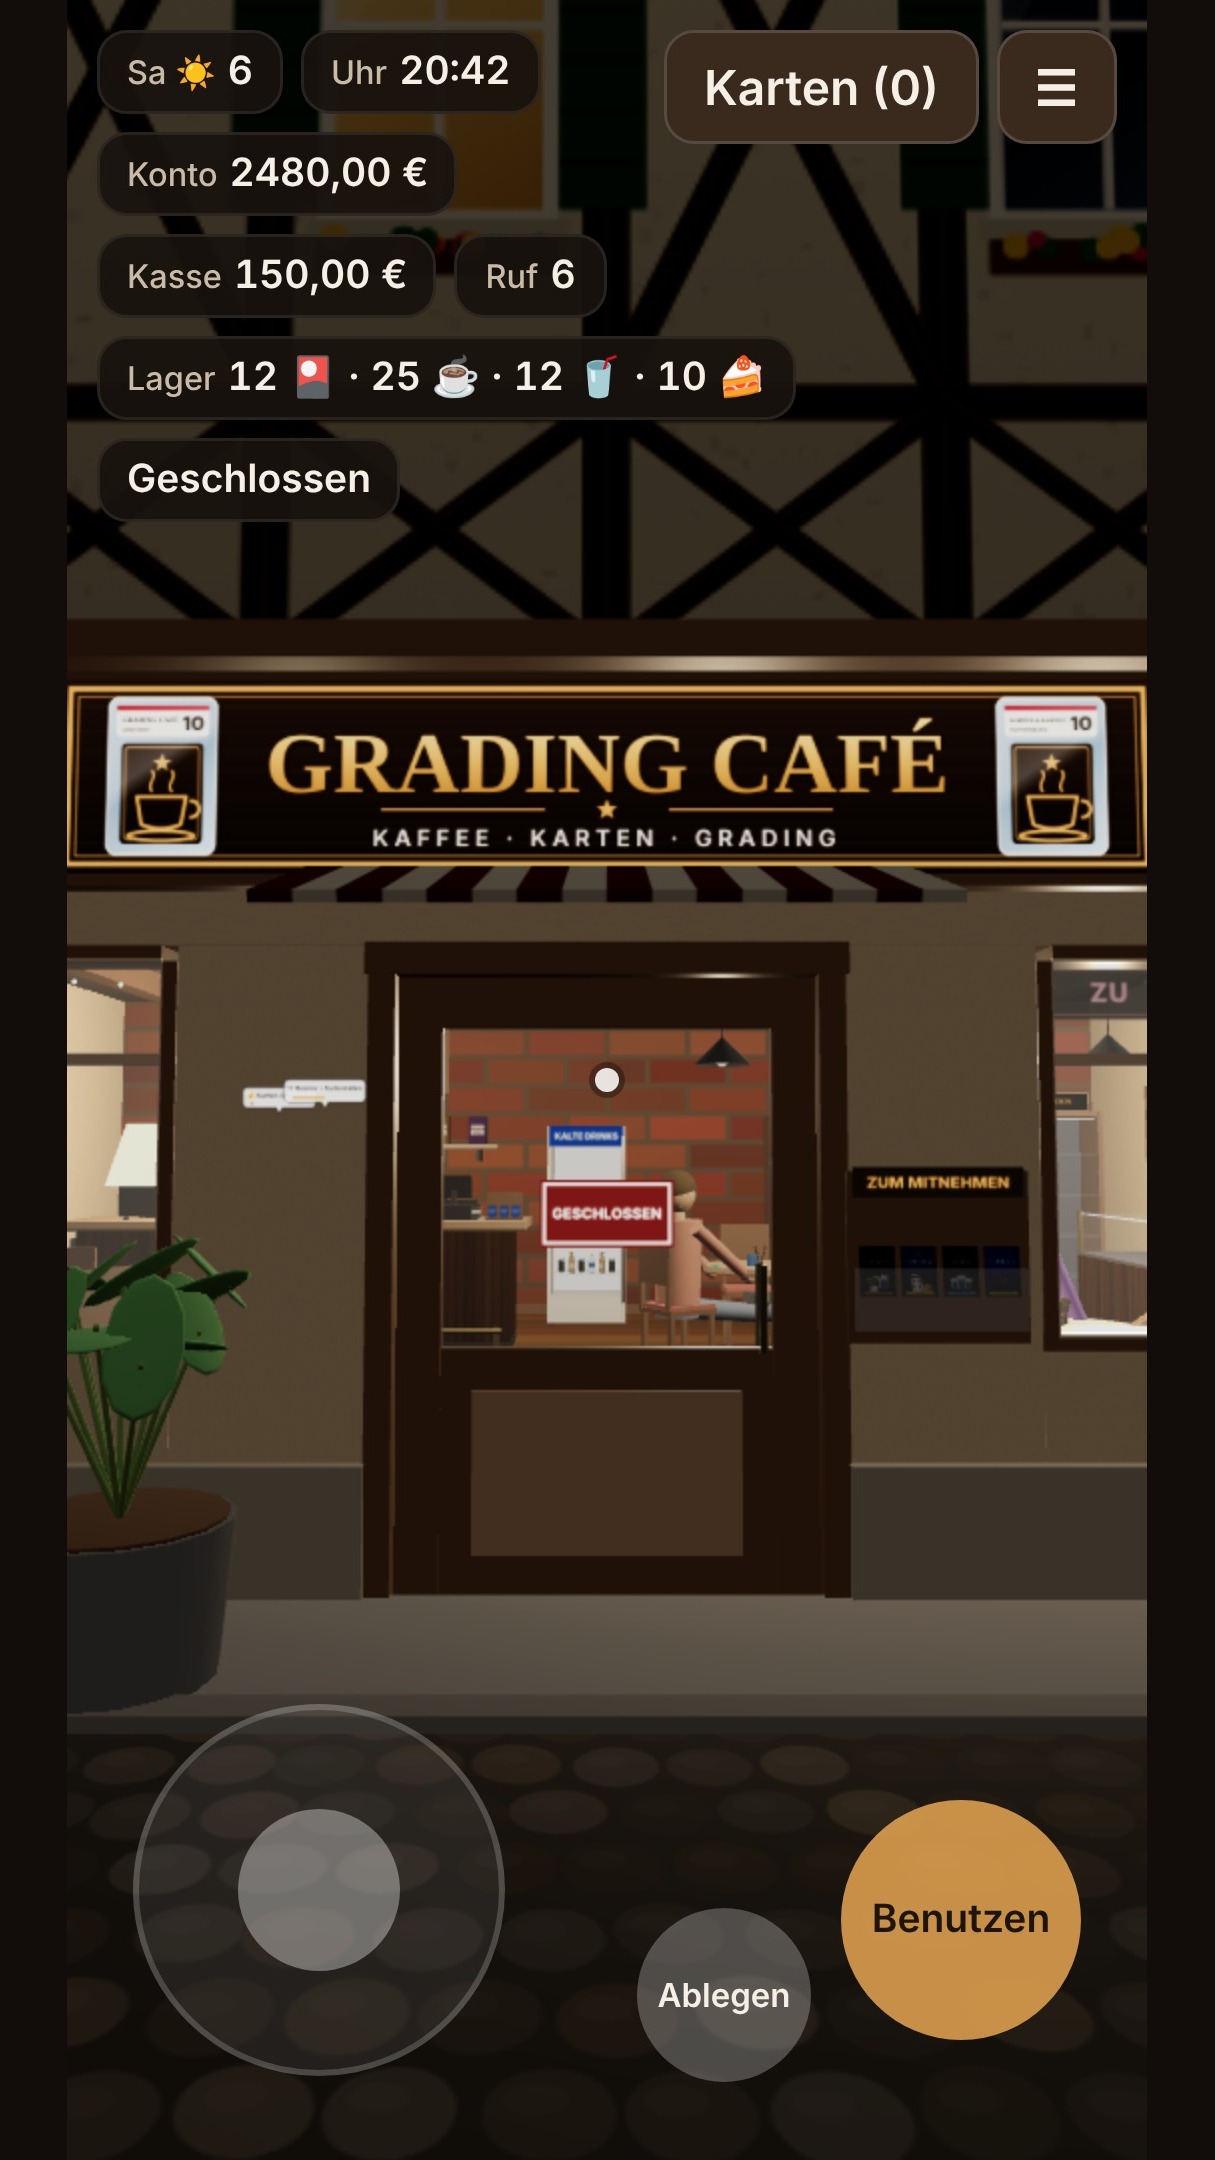 Sa ☀️ 6
Uhr 20:42
Karten (0)
☰
Konto 2480,00 €
Kasse 150,00 €
Ruf 6
Lager 12 🎴 · 25 ☕ · 12 🥤 · 10 🍰
Geschlossen
10
10
GRADING CAFÉ
KAFFEE · KARTEN · GRADING
ZU
KALTE DRINKS
GESCHLOSSEN
ZUM MITNEHMEN
Benutzen
Ablegen